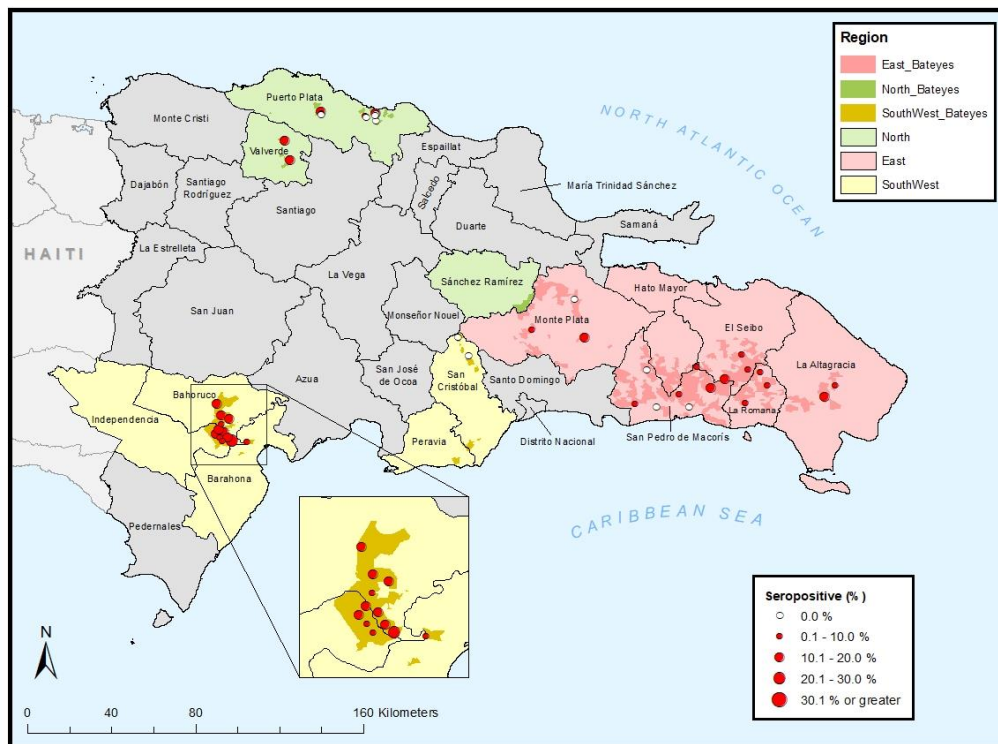 Region
East_Bateyes
North_Bateyes
SouthWest_Bateyes
North
East
SouthWest
Puerto Plata
Monte Cristi
NORTH ATLANTIC OCEAN
Espaillat
Valverde
Dajabón
Santiago
Rodríguez
Salcedo
María Trinidad Sánchez
Santiago
Duarte
Samaná
HAITI
La Estrelleta
La Vega
Sánchez Ramírez
Hato Mayor
San Juan
Monseñor Nouel
Monte Plata
El Seibo
La Altagracia
San José
de Ocoa
San
Cristóbal
Santo Domingo
Azua
Bahoruco
Independencia
La Romana
Distrito Nacional
San Pedro de Macorís
Peravia
Barahona
Pedernales
CARIBBEAN SEA
Seropositive (%)
0.0 %
0.1 - 10.0 %
10.1 - 20.0 %
20.1 - 30.0 %
30.1 % or greater
N
0 40 80 160 Kilometers